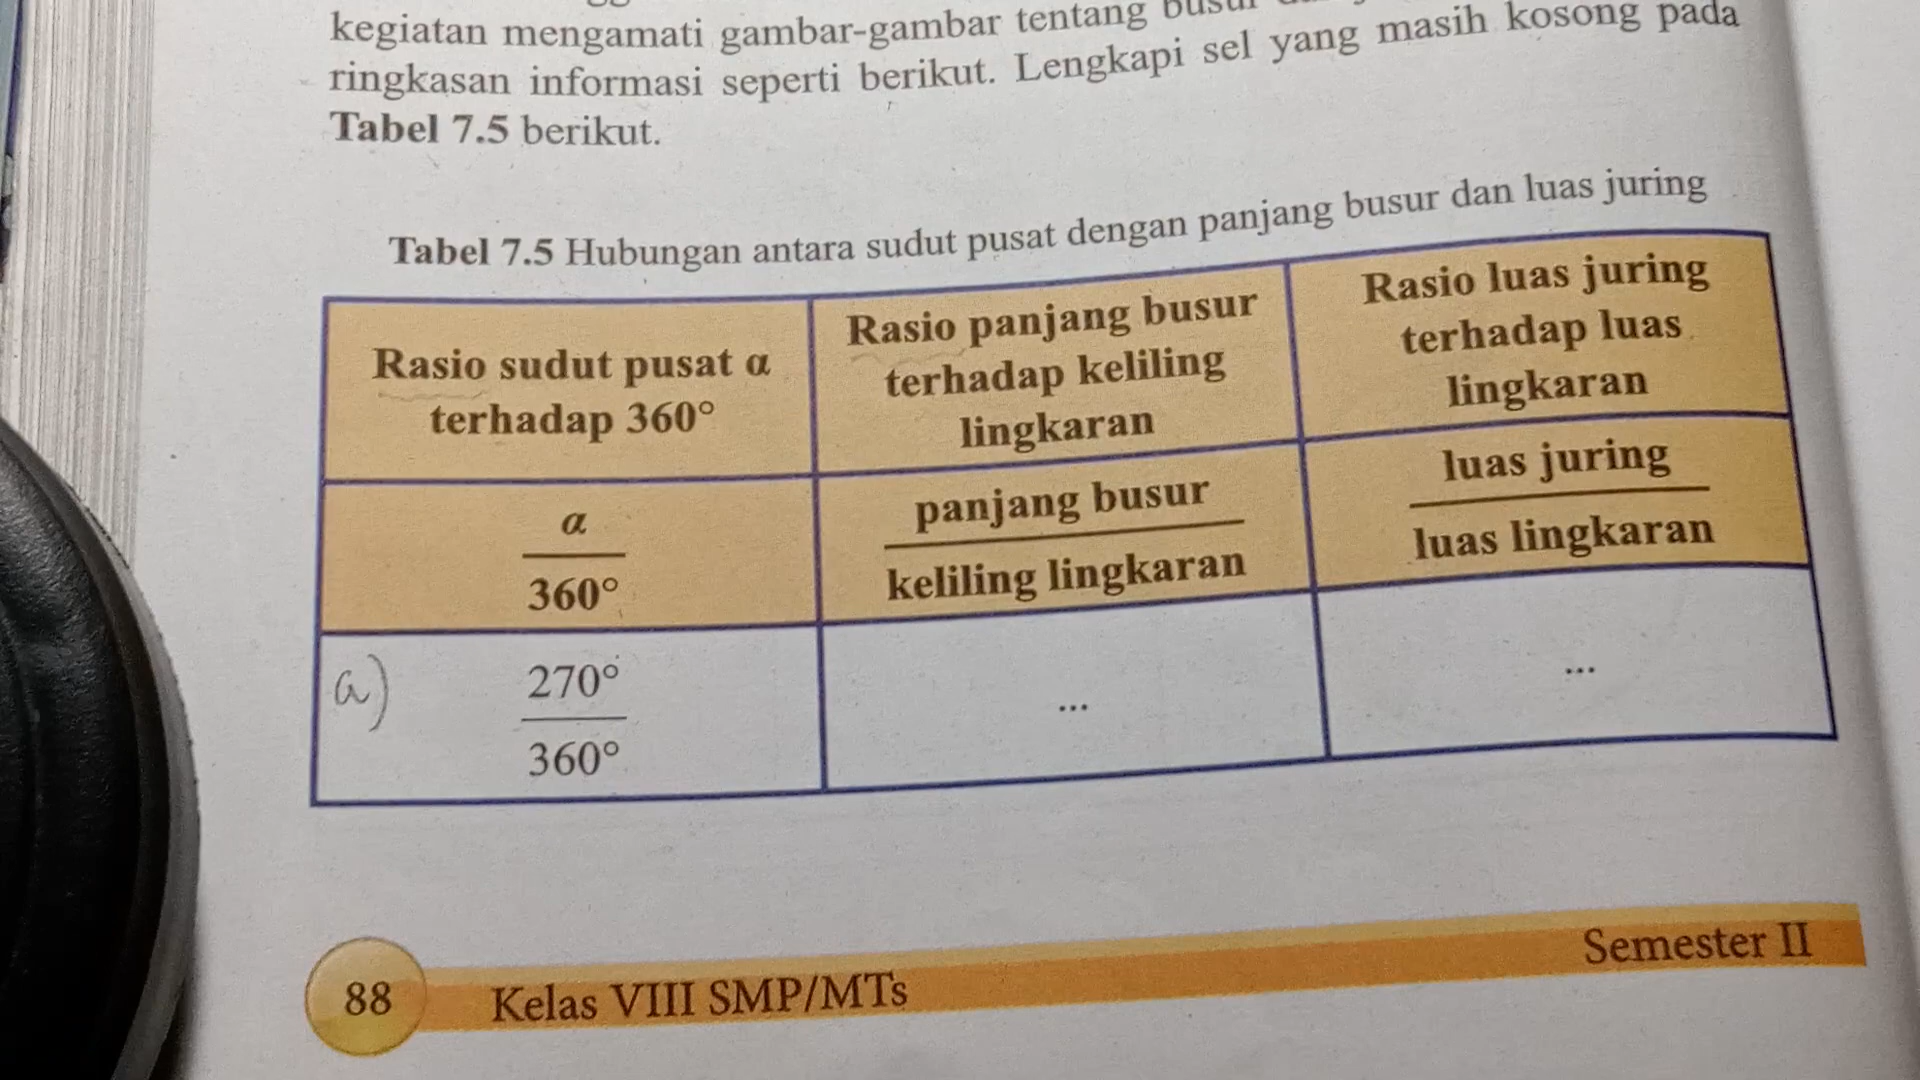 kegiatan mengamati gambar-gambar tentang
ringkasan informasi seperti berikut. Lengkapi sel yang masih kosong pada
Tabel 7.5 berikut.
Tabel 7.5 Hubungan antara sudut pusat dengan panjang busur dan luas juring
Rasio sudut pusat α
terhadap 360°
Rasio panjang busur
terhadap keliling
lingkaran
Rasio luas juring
terhadap luas
lingkaran
α
360°
panjang busur
keliling lingkaran
luas juring
luas lingkaran
a)
270°
360°
...
...
88
Kelas VIII SMP/MTs
Semester II